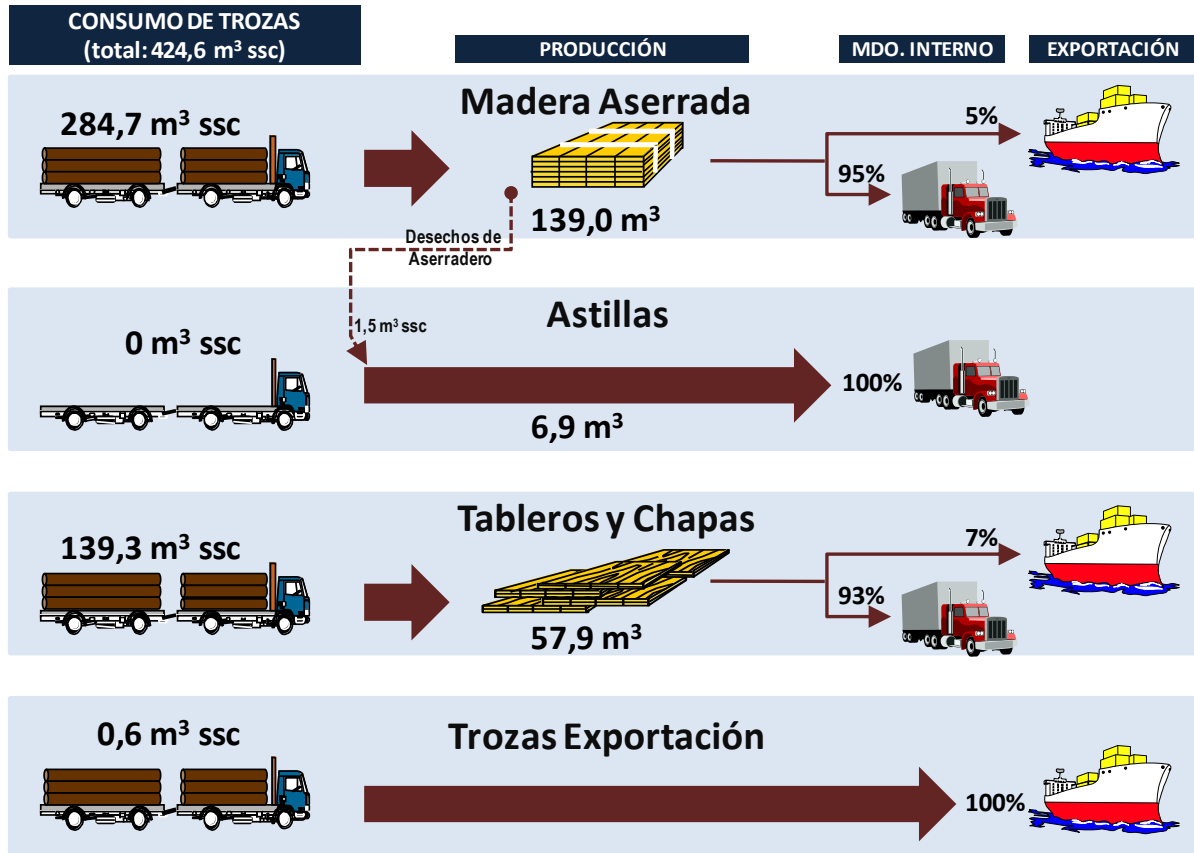 CONSUMO DE TROZAS
(total: 424,6 m³ ssc)
PRODUCCIÓN
MDO. INTERNO
EXPORTACIÓN
Madera Aserrada
284,7 m³ ssc
5%
95%
139,0 m³
Desechos de
Aserradero
Astillas
1,5 m³ ssc
0 m³ ssc
100%
6,9 m³
Tableros y Chapas
139,3 m³ ssc
7%
93%
57,9 m³
0,6 m³ ssc
Trozas Exportación
100%